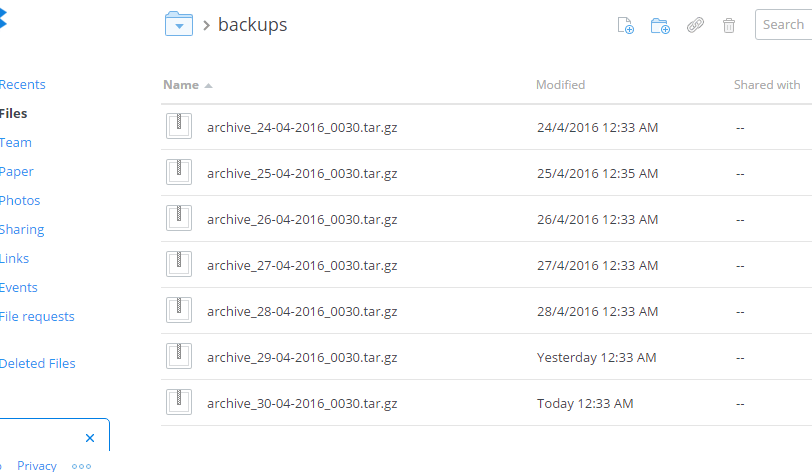 backups
Search
Name Modified Shared with
Recents
Files
Team
Paper
Photos
Sharing
Links
Events
File requests
Deleted Files
archive_24-04-2016_0030.tar.gz 24/4/2016 12:33 AM --
archive_25-04-2016_0030.tar.gz 25/4/2016 12:35 AM --
archive_26-04-2016_0030.tar.gz 26/4/2016 12:33 AM --
archive_27-04-2016_0030.tar.gz 27/4/2016 12:33 AM --
archive_28-04-2016_0030.tar.gz 28/4/2016 12:33 AM --
archive_29-04-2016_0030.tar.gz Yesterday 12:33 AM --
archive_30-04-2016_0030.tar.gz Today 12:33 AM --
Privacy